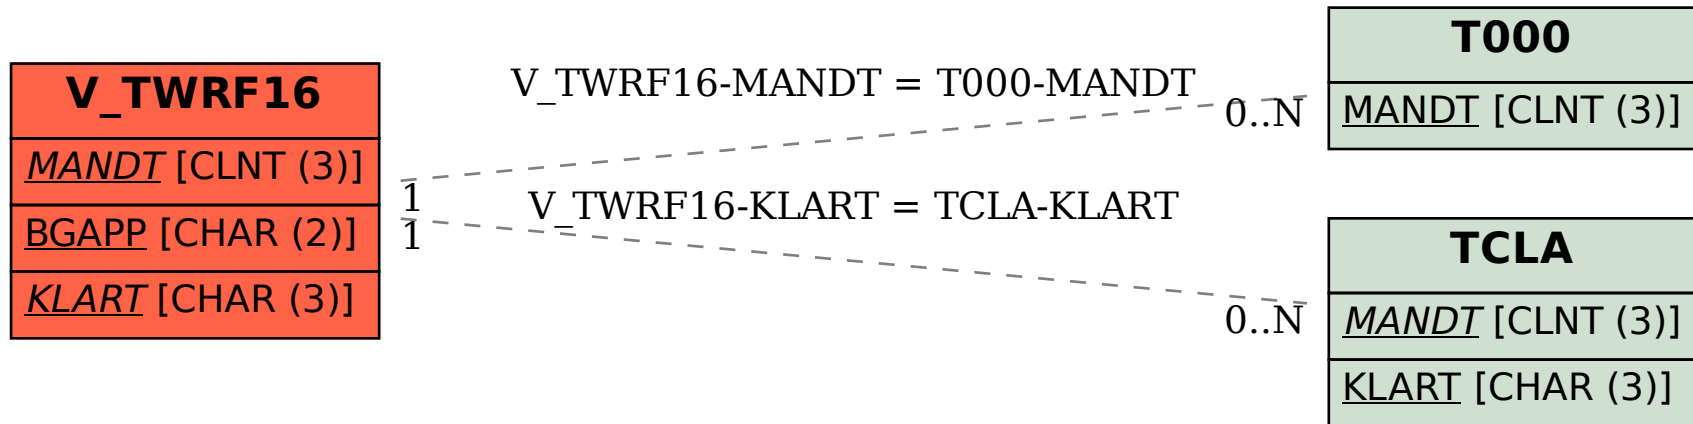 V_TWRF16
MANDT [CLNT (3)]
BGAPP [CHAR (2)]
KLART [CHAR (3)]
V_TWRF16-MANDT = T000-MANDT
1
0..N
V_TWRF16-KLART = TCLA-KLART
1
0..N
T000
MANDT [CLNT (3)]
TCLA
MANDT [CLNT (3)]
KLART [CHAR (3)]